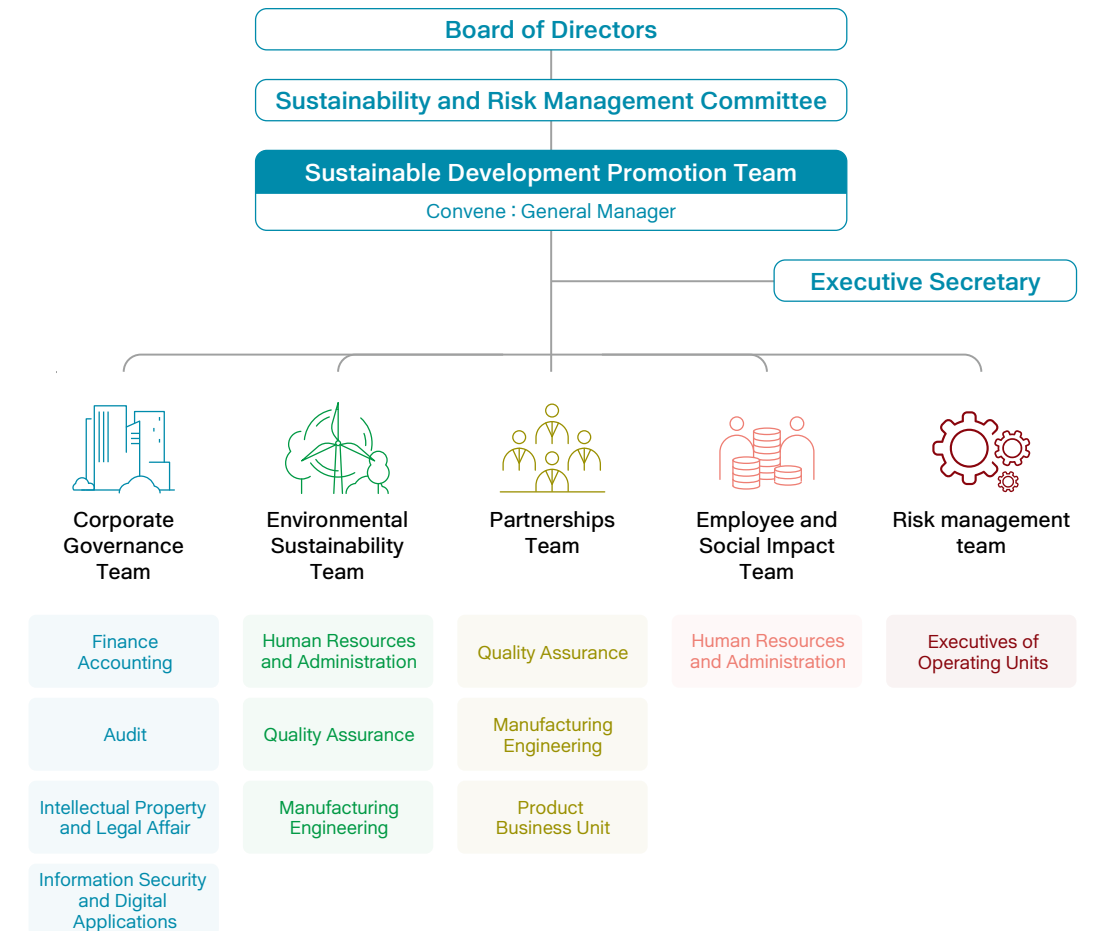 Board of Directors
Sustainability and Risk Management Committee
Sustainable Development Promotion Team
Convene : General Manager
Executive Secretary
Corporate
Governance
Team
Environmental
Sustainability
Team
Partnerships
Team
Employee and
Social Impact
Team
Risk management
team
Finance
Accounting
Audit
Intellectual Property
and Legal Affair
Information Security
and Digital
Applications
Human Resources
and Administration
Quality Assurance
Manufacturing
Engineering
Quality Assurance
Manufacturing
Engineering
Product
Business Unit
Human Resources
and Administration
Executives of
Operating Units